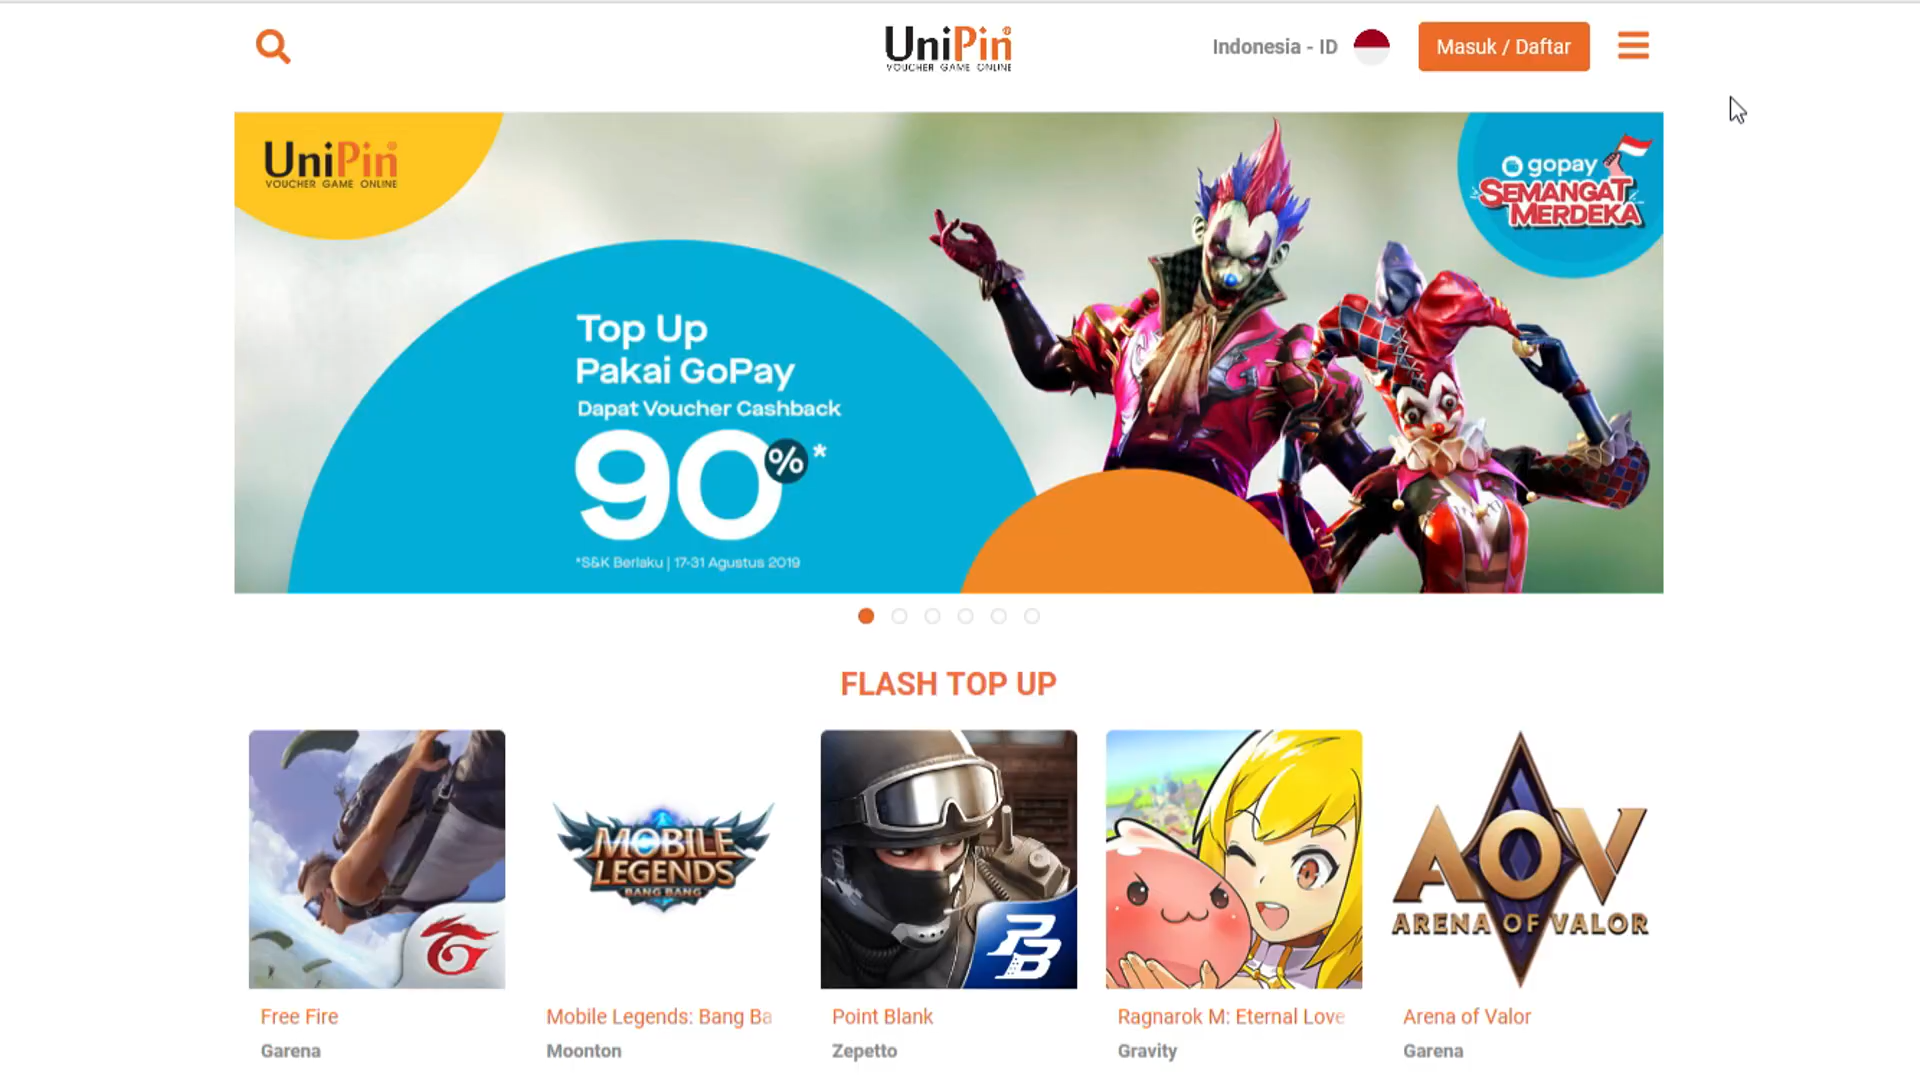 UniPin
VOUCHER GAME ONLINE
Indonesia - ID
Masuk / Daftar
UniPin
VOUCHER GAME ONLINE
gopay
SEMANGAT
MERDEKA
Top Up
Pakai GoPay
Dapat Voucher Cashback
90%*
*S&K Berlaku | 17-31 Agustus 2019
FLASH TOP UP
MOBILE
LEGENDS
BANG BANG
PB
AOV
ARENA OF VALOR
Free Fire
Mobile Legends: Bang Ba
Point Blank
Ragnarok M: Eternal Love
Arena of Valor
Garena
Moonton
Zepetto
Gravity
Garena